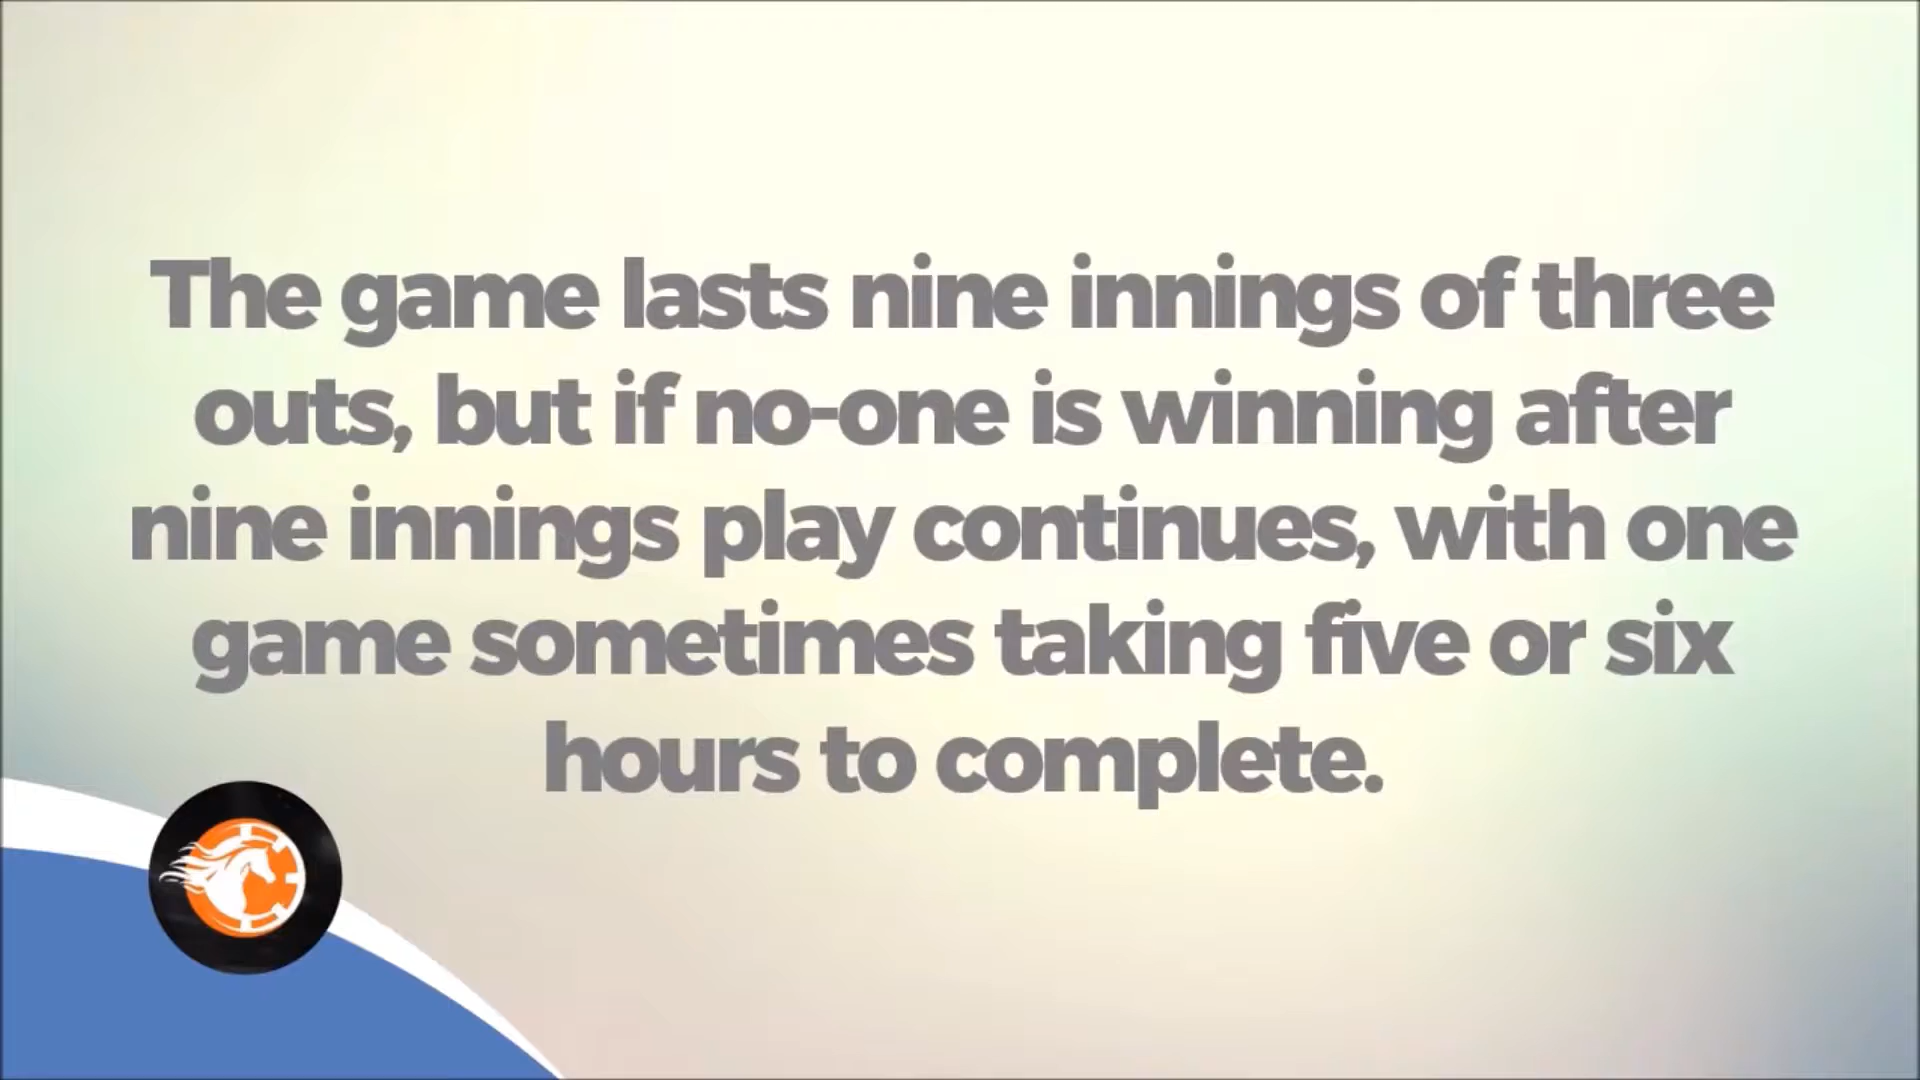 The game lasts nine innings of three
outs, but if no-one is winning after
nine innings play continues, with one
game sometimes taking five or six
hours to complete.